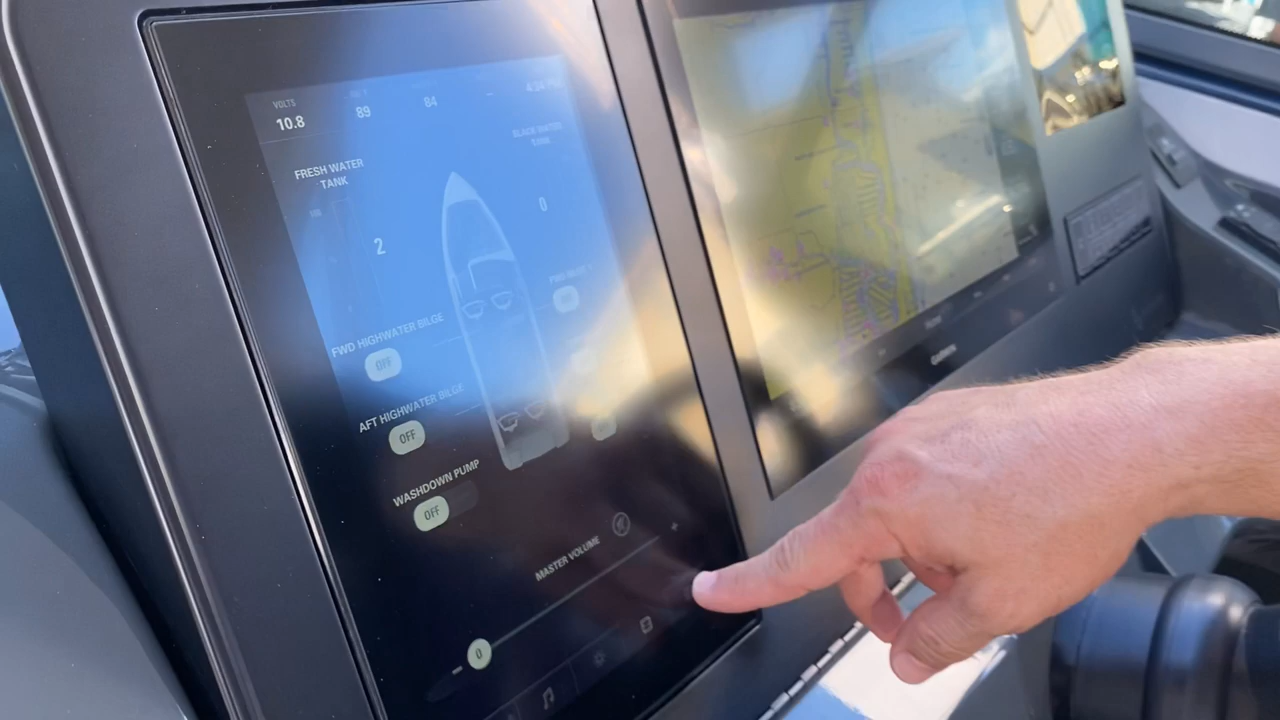 VOLTS
10.8
89
84
FRESH WATER
TANK
2
BLACK WATER
0
FWD HIGHWATER BILGE
OFF
AFT HIGHWATER BILGE
OFF
WASHDOWN PUMP
OFF
MASTER VOLUME
+
0
-
GARMIN